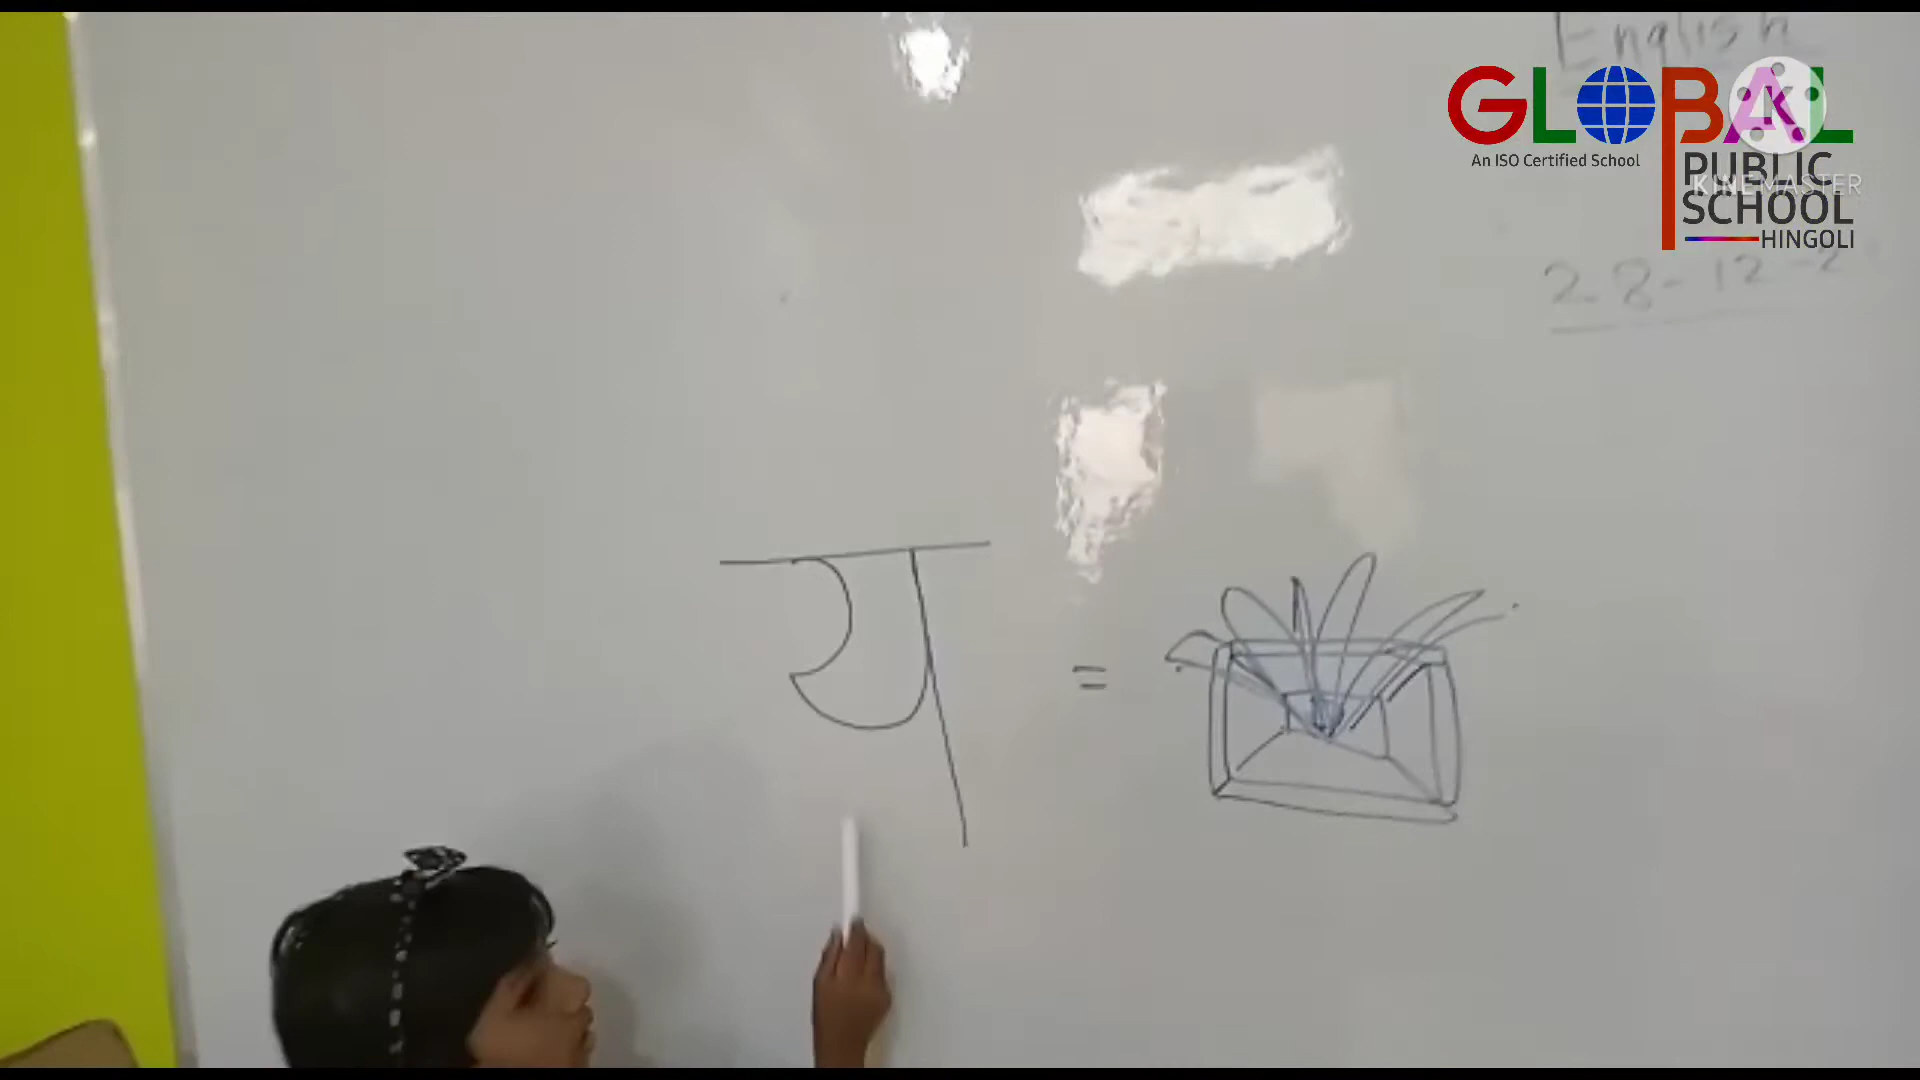 English
GLOBAL
An ISO Certified School
PUBLIC
KINEMASTER
SCHOOL
HINGOLI
28-12-2
य =